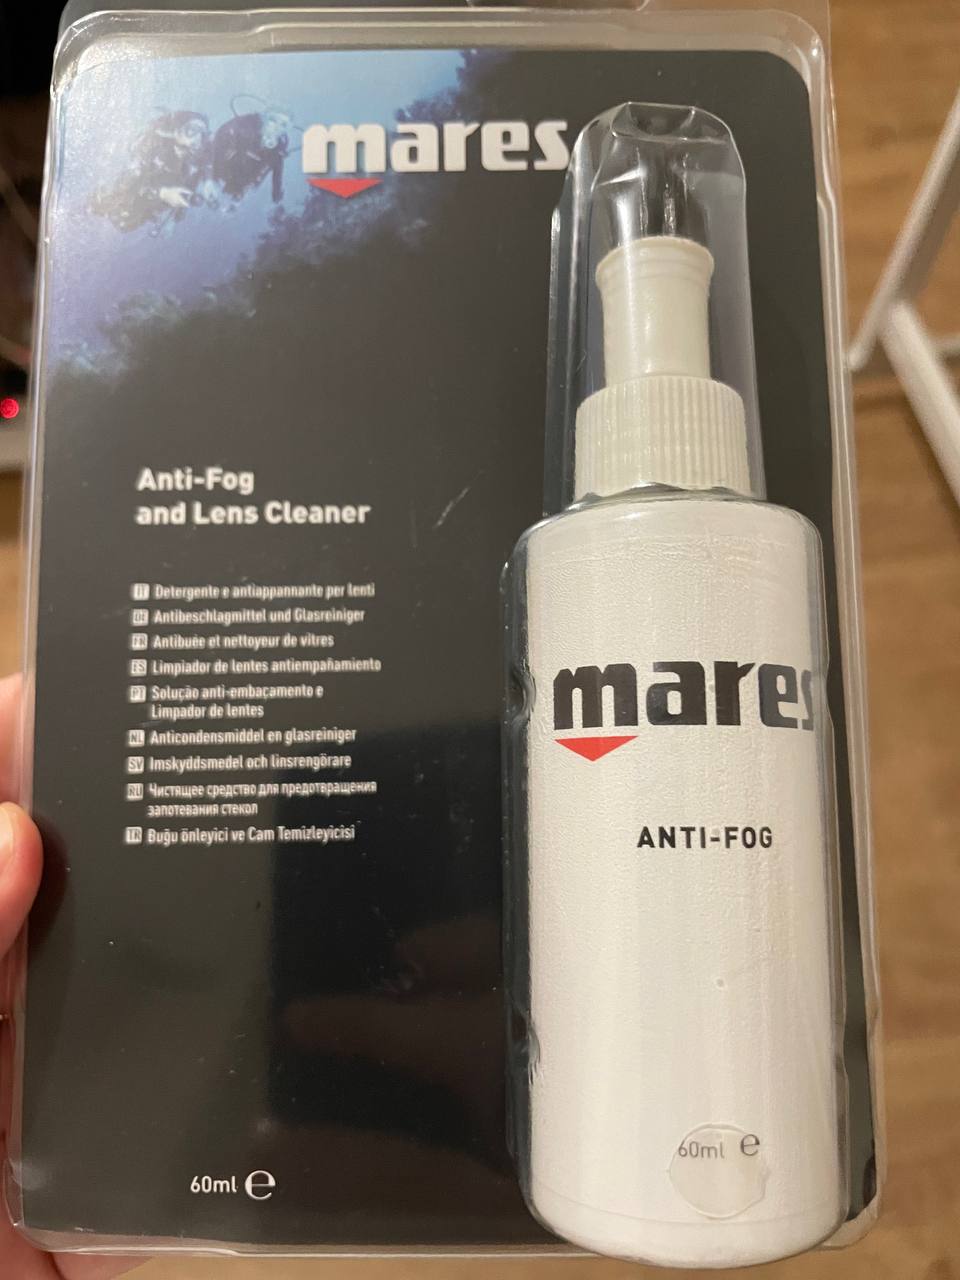 mares
Anti-Fog
and Lens Cleaner
IT Detergente e antiappannante per lenti
DE Antibeschlagmittel und Glasreiniger
FR Antibuée et nettoyeur de vitres
ES Limpiador de lentes antiempañamiento
PT Solução anti-embaçamento e
Limpador de lentes
NL Anticondensmiddel en glasreiniger
SV Imskyddsmedel och linsrengörare
RU Чистящее средство для предотвращения
запотевания стекол
TR Buğu önleyici ve Cam Temizleyicisi
60ml e
mares
ANTI-FOG
60ml e